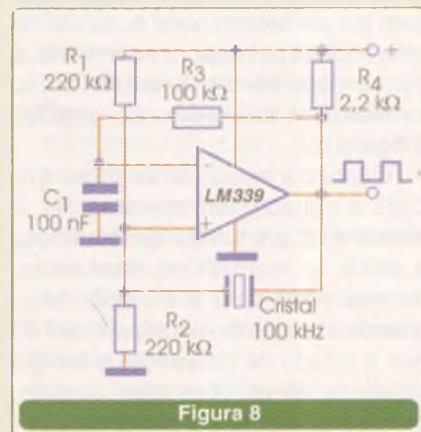 R1
220 kΩ
R3
100 kΩ
R4
2,2 kΩ
+
C1
100 nF
LM339
-
+
Cristal
100 kHz
R2
220 kΩ
Figura 8